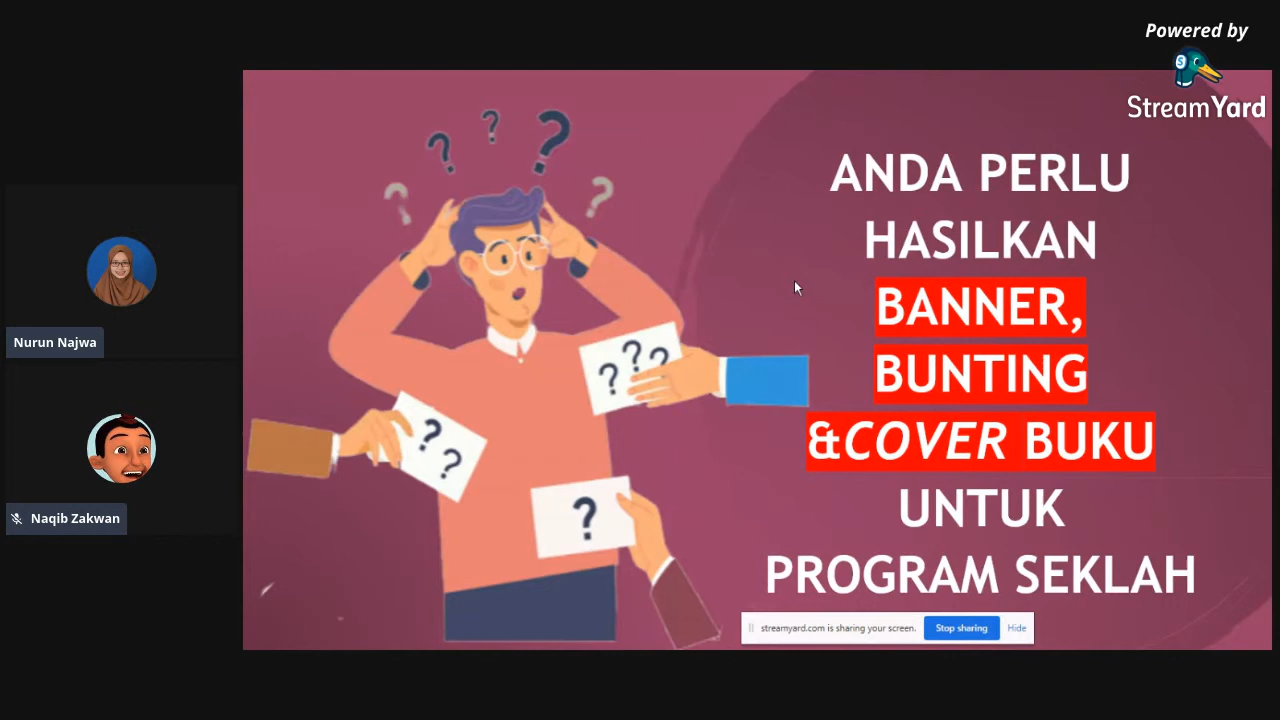 Powered by
StreamYard
Nurun Najwa
Naqib Zakwan
? ? ? ? ?
? ? ?
? ?
?
ANDA PERLU
HASILKAN
BANNER,
BUNTING
&COVER BUKU
UNTUK
PROGRAM SEKLAH
streamyard.com is sharing your screen. Stop sharing Hide